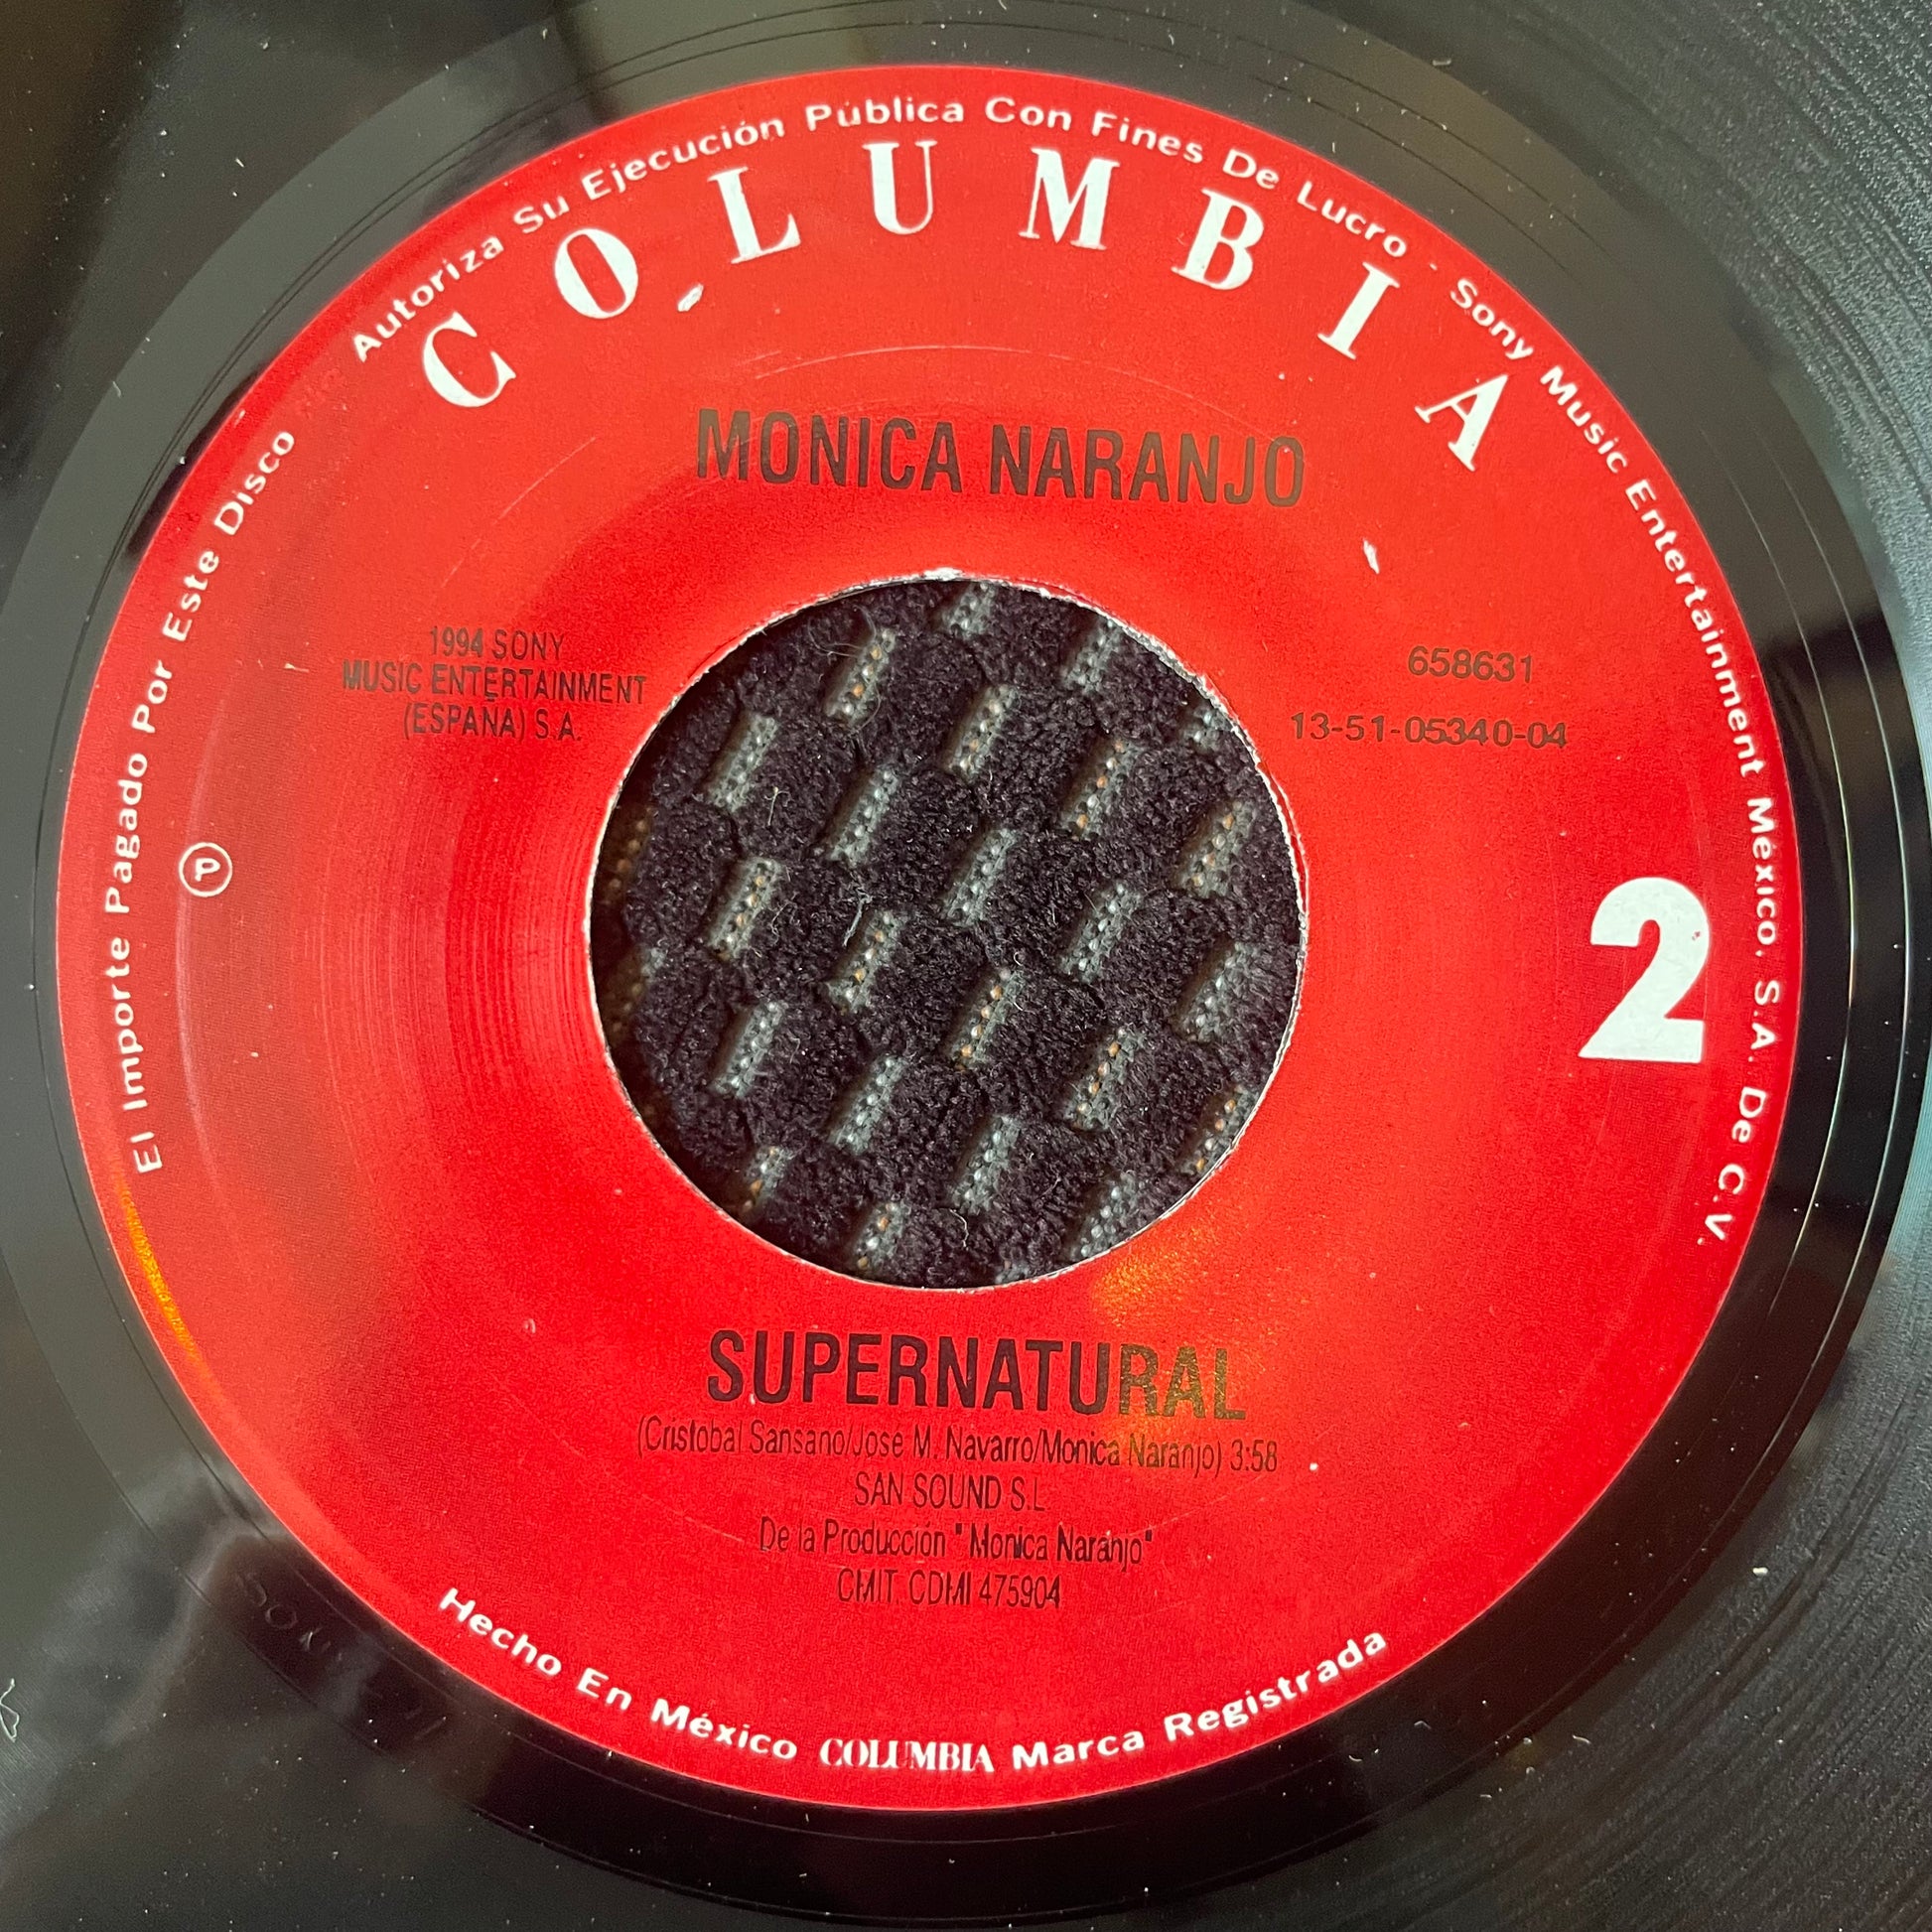 El Importe Pagado Por Este Disco Autoriza Su Ejecución Pública Con Fines De Lucro - Sony Music Entertainment México, S.A. De C.V.
COLUMBIA
MONICA NARANJO
1994 SONY
MUSIC ENTERTAINMENT
(ESPAÑA) S.A.
658631
13-51-05340-04
P
2
SUPERNATURAL
(Cristobal Sansano/José M. Navarro/Monica Naranjo) 3:58
SAN SOUND S.L.
De la Producción "Monica Naranjo"
CMIT. CDMI 475904
Hecho En México COLUMBIA Marca Registrada